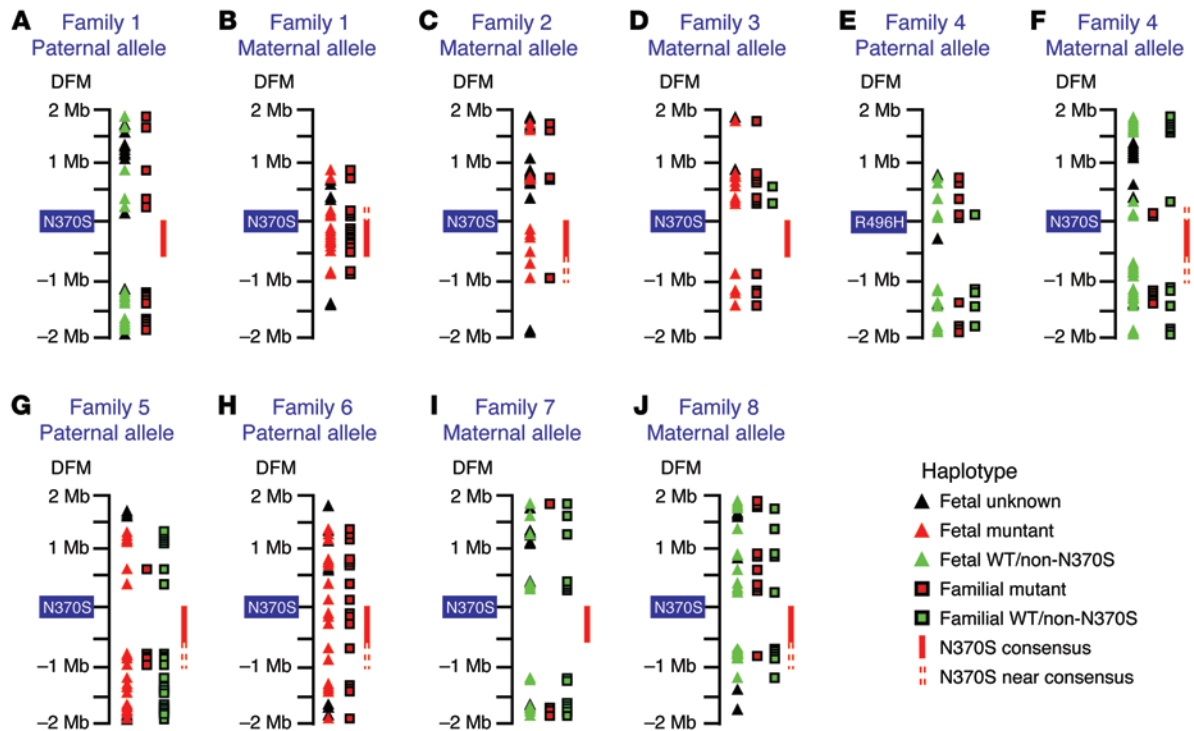 A Family 1
Paternal allele
DFM
2 Mb
1 Mb
N370S
-1 Mb
−2 Mb
B Family 1
Maternal allele
DFM
2 Mb
1 Mb
N370S
-1 Mb
−2 Mb
C Family 2
Maternal allele
DFM
2 Mb
1 Mb
N370S
-1 Mb
−2 Mb
D Family 3
Maternal allele
DFM
2 Mb
1 Mb
N370S
-1 Mb
−2 Mb
E Family 4
Paternal allele
DFM
2 Mb
1 Mb
R496H
-1 Mb
−2 Mb
F Family 4
Maternal allele
DFM
2 Mb
1 Mb
N370S
-1 Mb
−2 Mb
G Family 5
Paternal allele
DFM
2 Mb
1 Mb
N370S
-1 Mb
−2 Mb
H Family 6
Paternal allele
DFM
2 Mb
1 Mb
N370S
-1 Mb
−2 Mb
I Family 7
Maternal allele
DFM
2 Mb
1 Mb
N370S
-1 Mb
−2 Mb
J Family 8
Maternal allele
DFM
2 Mb
1 Mb
N370S
-1 Mb
−2 Mb
Haplotype
Fetal unknown
Fetal muntant
Fetal WT/non-N370S
Familial mutant
Familial WT/non-N370S
N370S consensus
N370S near consensus